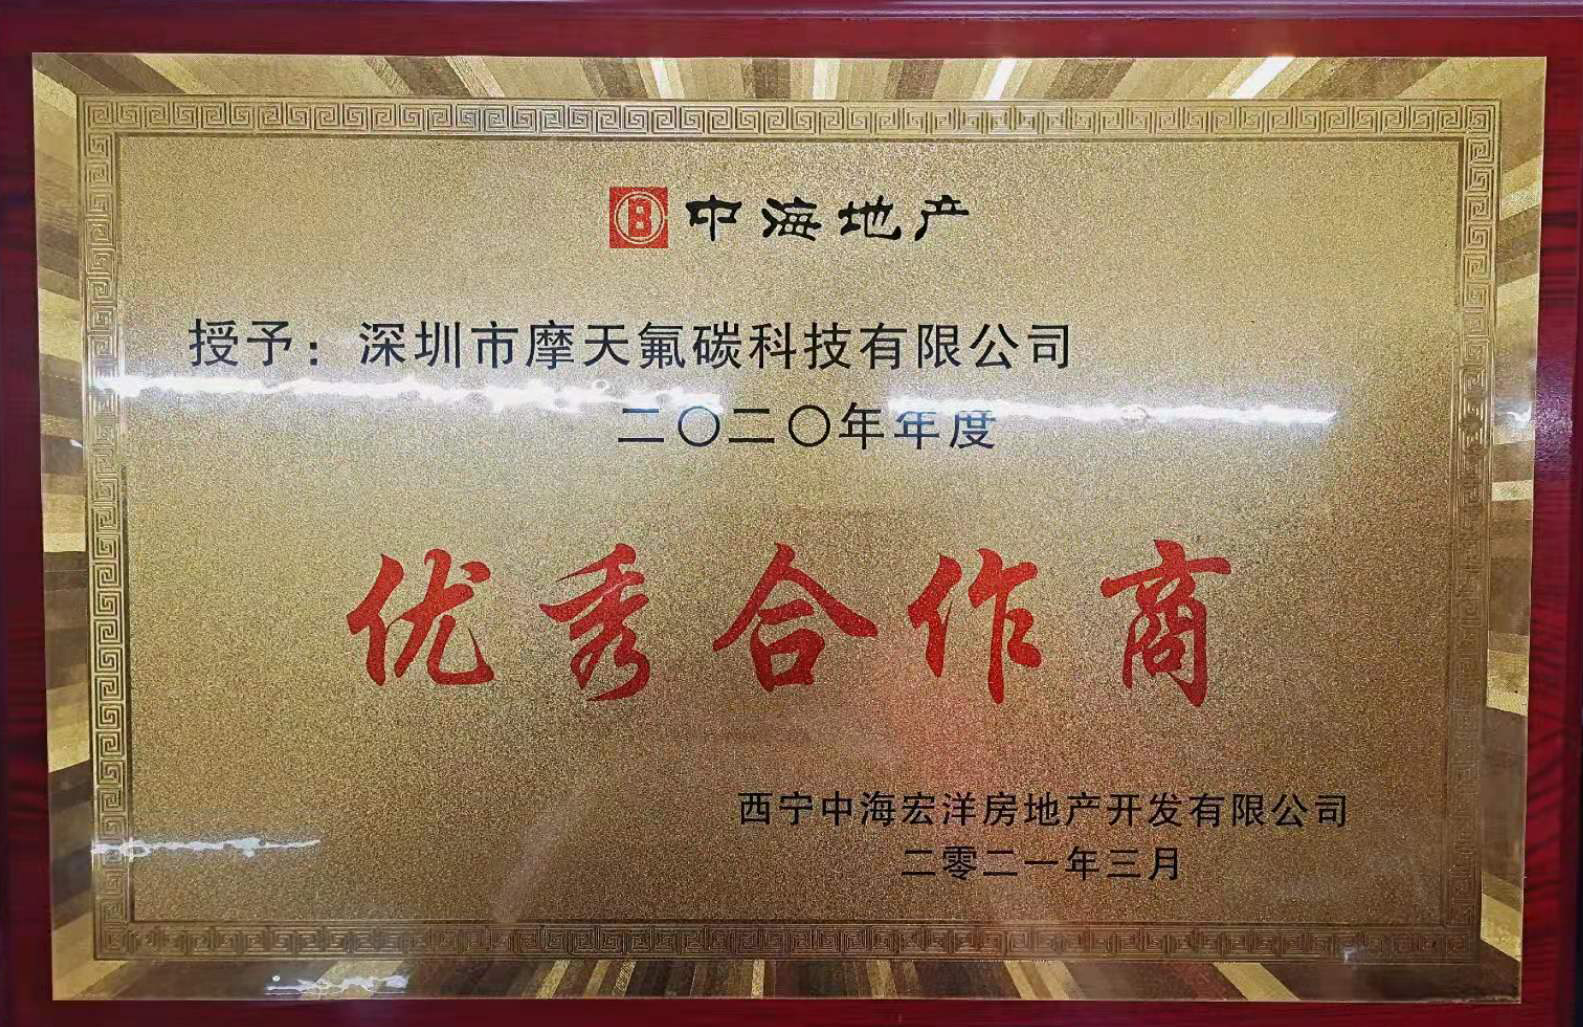 B 中海地产
授予：深圳市摩天氟碳科技有限公司
二〇二〇年年度
优秀合作商
西宁中海宏洋房地产开发有限公司
二零二一年三月